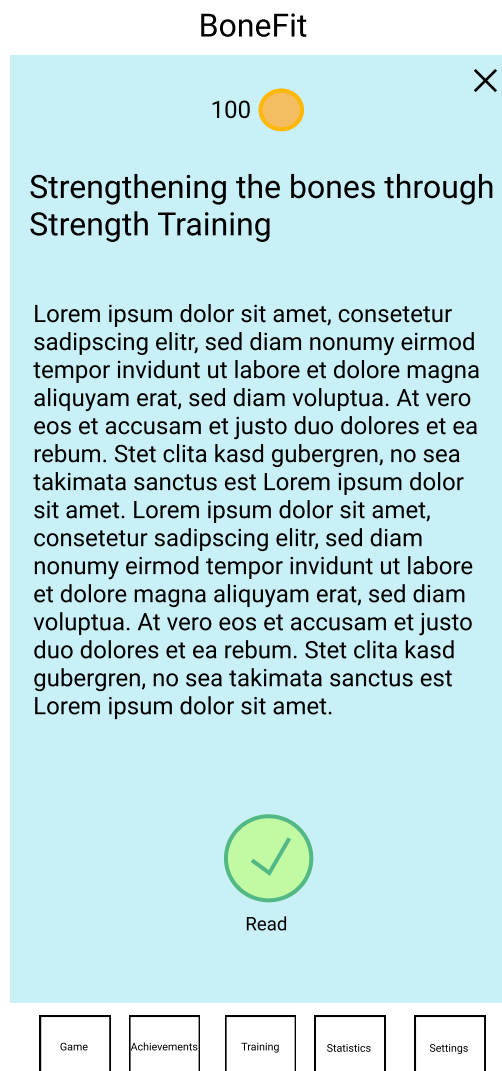 BoneFit
100
Strengthening the bones through
Strength Training
Lorem ipsum dolor sit amet, consetetur
sadipscing elitr, sed diam nonumy eirmod
tempor invidunt ut labore et dolore magna
aliquyam erat, sed diam voluptua. At vero
eos et accusam et justo duo dolores et ea
rebum. Stet clita kasd gubergren, no sea
takimata sanctus est Lorem ipsum dolor
sit amet. Lorem ipsum dolor sit amet,
consetetur sadipscing elitr, sed diam
nonumy eirmod tempor invidunt ut labore
et dolore magna aliquyam erat, sed diam
voluptua. At vero eos et accusam et justo
duo dolores et ea rebum. Stet clita kasd
gubergren, no sea takimata sanctus est
Lorem ipsum dolor sit amet.
Read
Game Achievements Training Statistics Settings